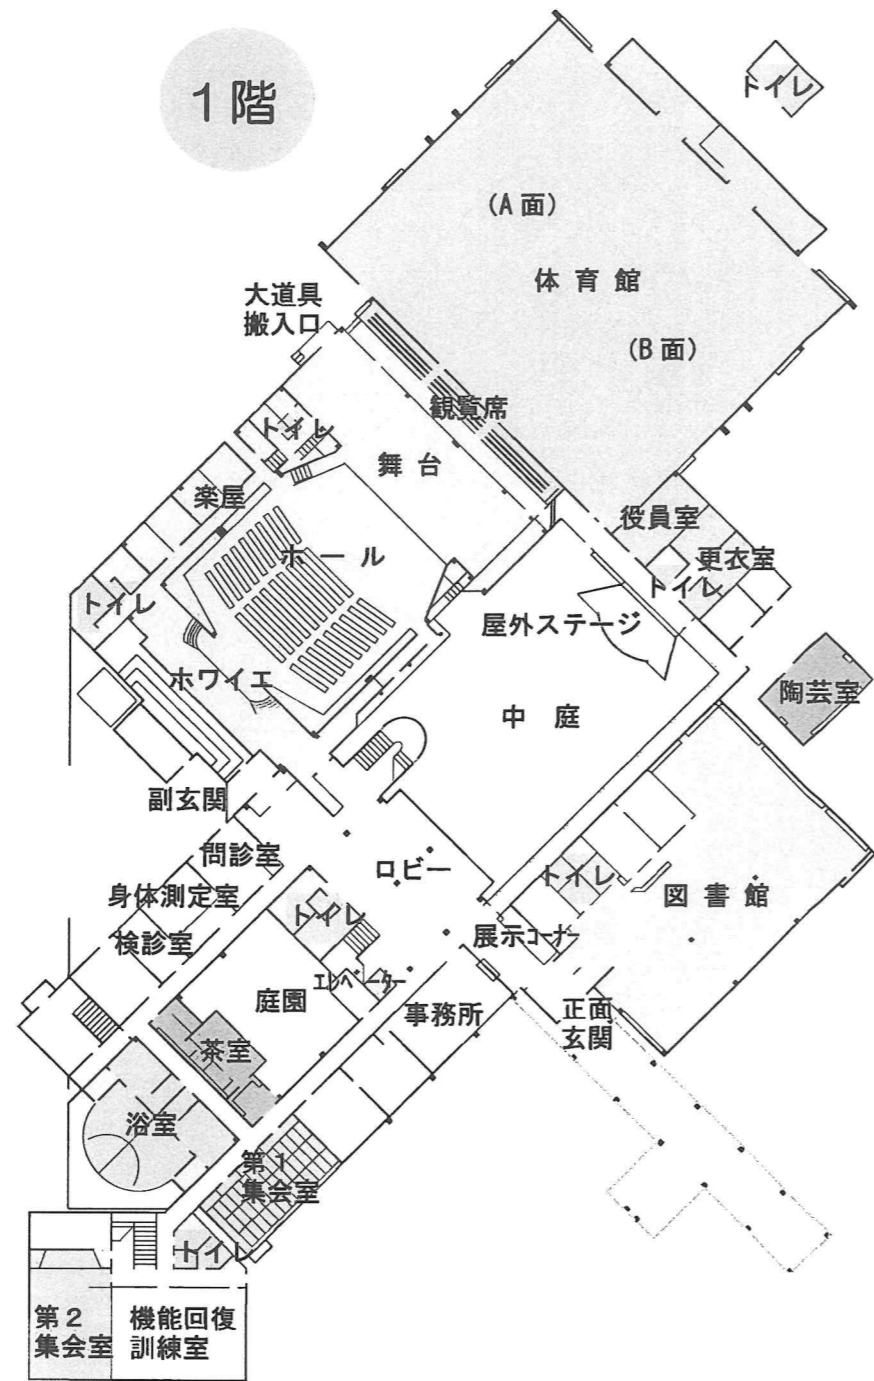 1階
トイレ
(A面)
体育館
(B面)
大道具
搬入口
観覧席
トイレ
舞台
楽屋
ホール
役員室
更衣室
トイレ
トイレ
屋外ステージ
ホワイエ
陶芸室
中庭
副玄関
問診室
ロビー
身体測定室
トイレ
図書館
トイレ
展示コーナー
検診室
エレベーター
庭園
事務所
正面
玄関
茶室
浴室
第1
集会室
トイレ
第2
集会室
機能回復
訓練室